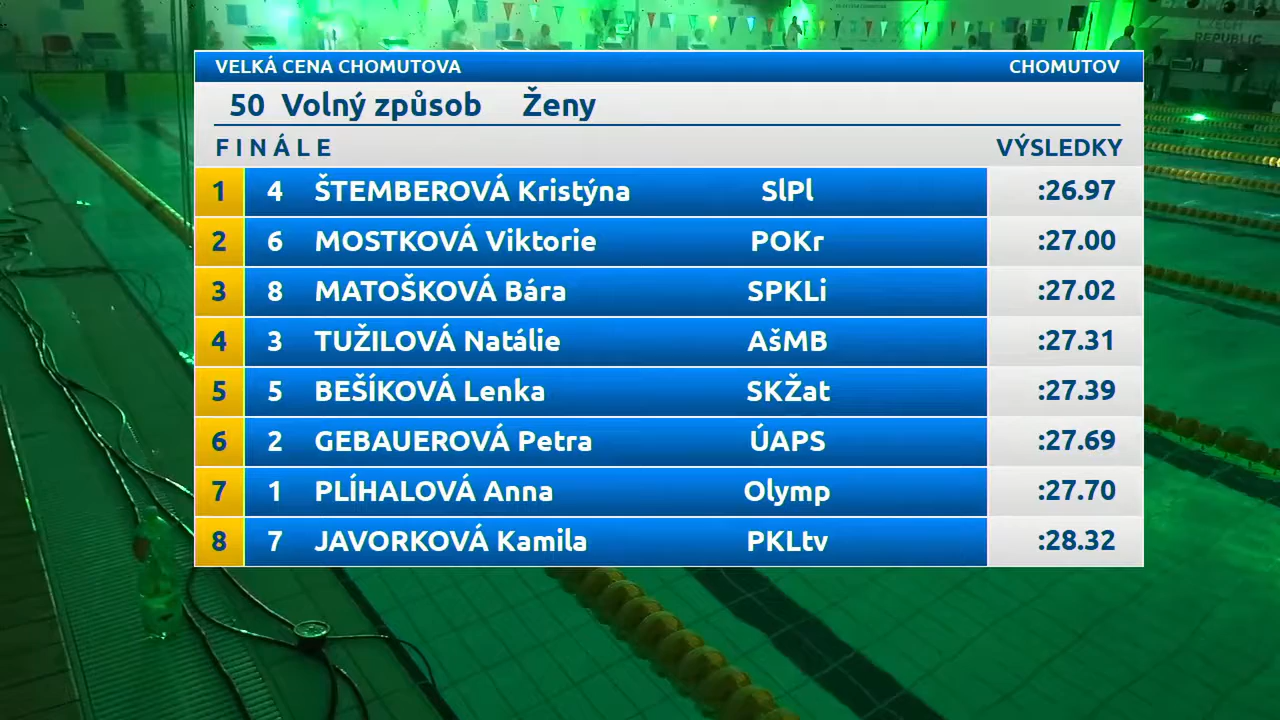 VELKÁ CENA CHOMUTOVA CHOMUTOV
50 Volný způsob Ženy
FINÁLE VÝSLEDKY
1 4 ŠTEMBEROVÁ Kristýna SlPl :26.97
2 6 MOSTKOVÁ Viktorie POKr :27.00
3 8 MATOŠKOVÁ Bára SPKLi :27.02
4 3 TUŽILOVÁ Natálie AšMB :27.31
5 5 BEŠÍKOVÁ Lenka SKŽat :27.39
6 2 GEBAUEROVÁ Petra ÚAPS :27.69
7 1 PLÍHALOVÁ Anna Olymp :27.70
8 7 JAVORKOVÁ Kamila PKLtv :28.32
CZECH
REPUBLIC